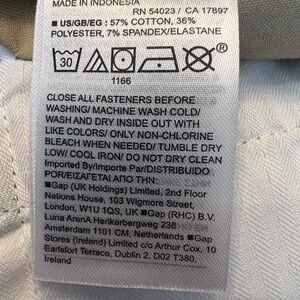 MADE IN INDONESIA
RN 54023 / CA 17897
■ US/GB/EG : 57% COTTON, 36%
POLYESTER, 7% SPANDEX/ELASTANE
30
1166
CLOSE ALL FASTENERS BEFORE
WASHING/ MACHINE WASH COLD/
WASH AND DRY INSIDE OUT WITH
LIKE COLORS/ ONLY NON-CHLORINE
BLEACH WHEN NEEDED/ TUMBLE DRY
LOW/ COOL IRON/ DO NOT DRY CLEAN
Imported By/Importe Par/DISTRIBUIDO
POR/ΕΙΣΑΓΕΤΑΙ ΑΠΟ ΤΗΝ:
■Gap (UK Holdings) Limited, 2nd Floor
Nations House, 103 Wigmore Street,
London, W1U 1QS, UK ■Gap (RHC) B.V.
Luna ArenA Herikerbergweg 238
Amsterdam 1101 CM, Netherlands ■Gap
Stores (Ireland) Limited c/o Arthur Cox, 10
Earlsfort Terrace, Dublin 2, D02 T380,
Ireland